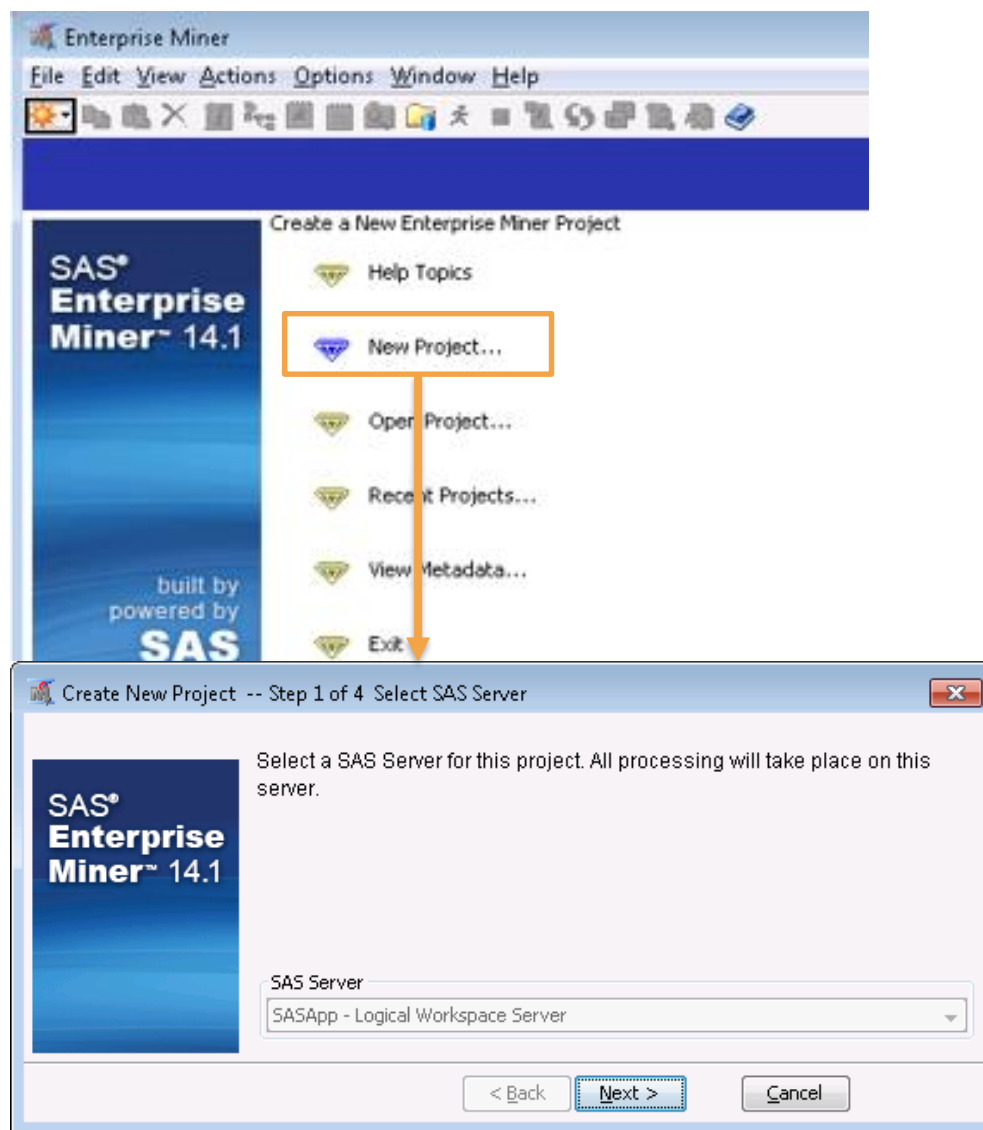 Enterprise Miner
File Edit View Actions Options Window Help
Create a New Enterprise Miner Project
SAS®
Enterprise
Miner™ 14.1
Help Topics
New Project...
Open Project...
Recent Projects...
View Metadata...
Exit
built by
powered by
SAS
Create New Project -- Step 1 of 4 Select SAS Server
Select a SAS Server for this project. All processing will take place on this
server.
SAS®
Enterprise
Miner™ 14.1
SAS Server
SASApp - Logical Workspace Server
< Back Next > Cancel